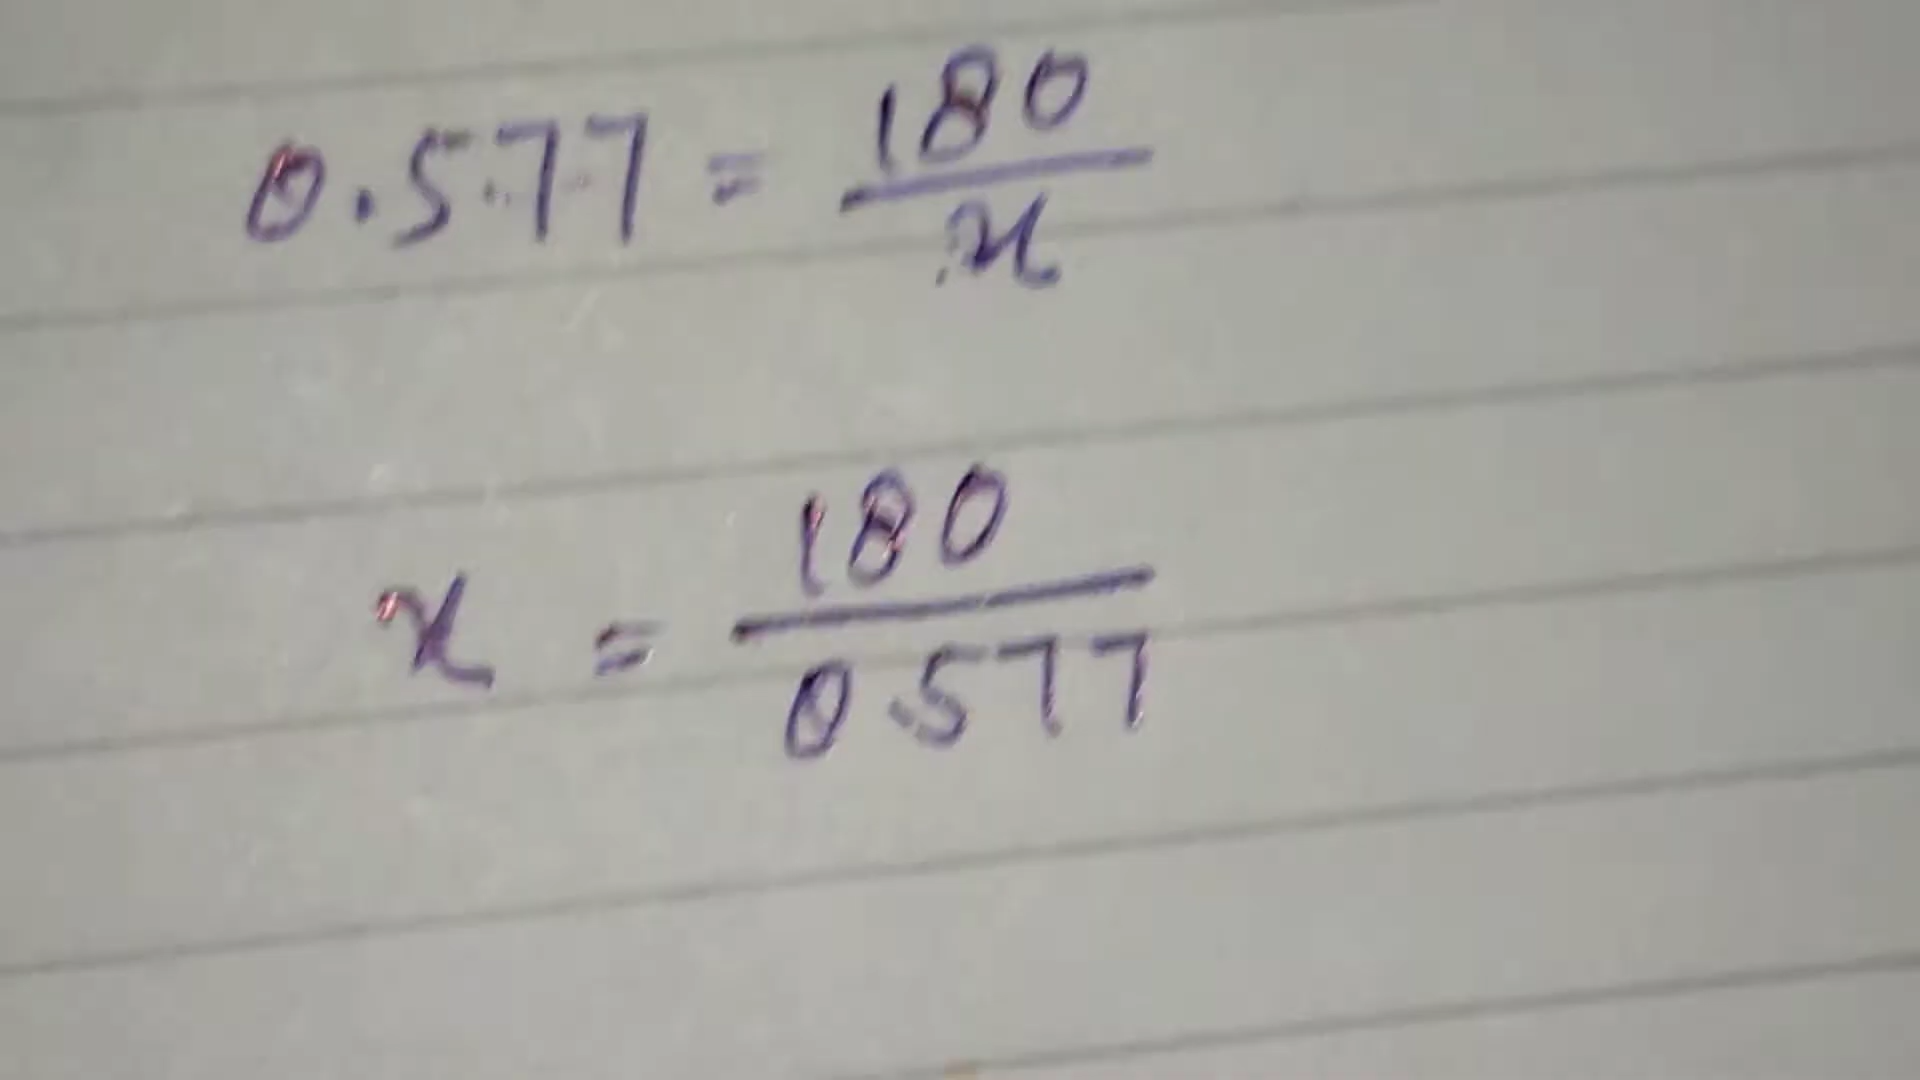 0.577 = 180/x
x = 180/0.577